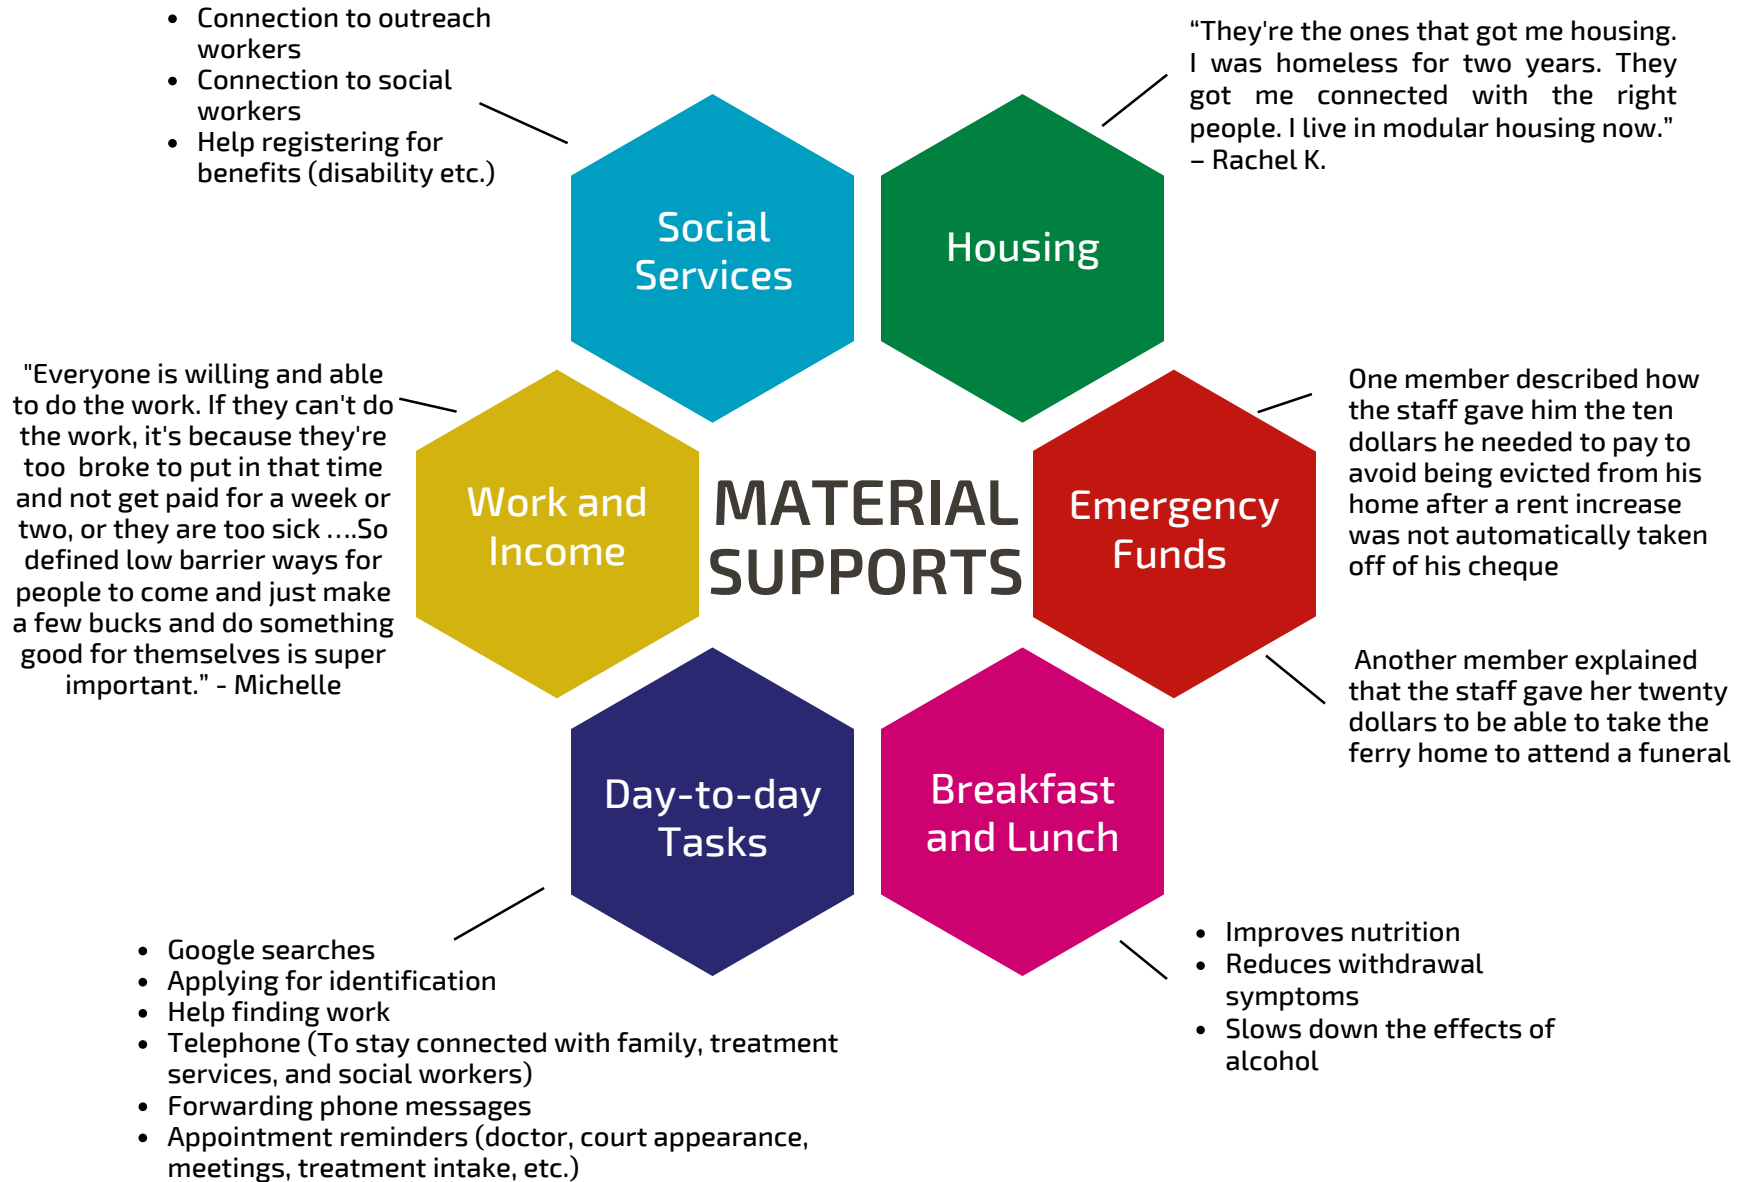 • Connection to outreach
workers
• Connection to social
workers
• Help registering for
benefits (disability etc.)
“They're the ones that got me housing.
I was homeless for two years. They
got me connected with the right
people. I live in modular housing now.”
– Rachel K.
Social
Services
Housing
"Everyone is willing and able
to do the work. If they can't do
the work, it's because they're
too broke to put in that time
and not get paid for a week or
two, or they are too sick ....So
defined low barrier ways for
people to come and just make
a few bucks and do something
good for themselves is super
important.” - Michelle
Work and
Income
MATERIAL
SUPPORTS
Emergency
Funds
One member described how
the staff gave him the ten
dollars he needed to pay to
avoid being evicted from his
home after a rent increase
was not automatically taken
off of his cheque
Another member explained
that the staff gave her twenty
dollars to be able to take the
ferry home to attend a funeral
Day-to-day
Tasks
Breakfast
and Lunch
• Google searches
• Applying for identification
• Help finding work
• Telephone (To stay connected with family, treatment
services, and social workers)
• Forwarding phone messages
• Appointment reminders (doctor, court appearance,
meetings, treatment intake, etc.)
• Improves nutrition
• Reduces withdrawal
symptoms
• Slows down the effects of
alcohol